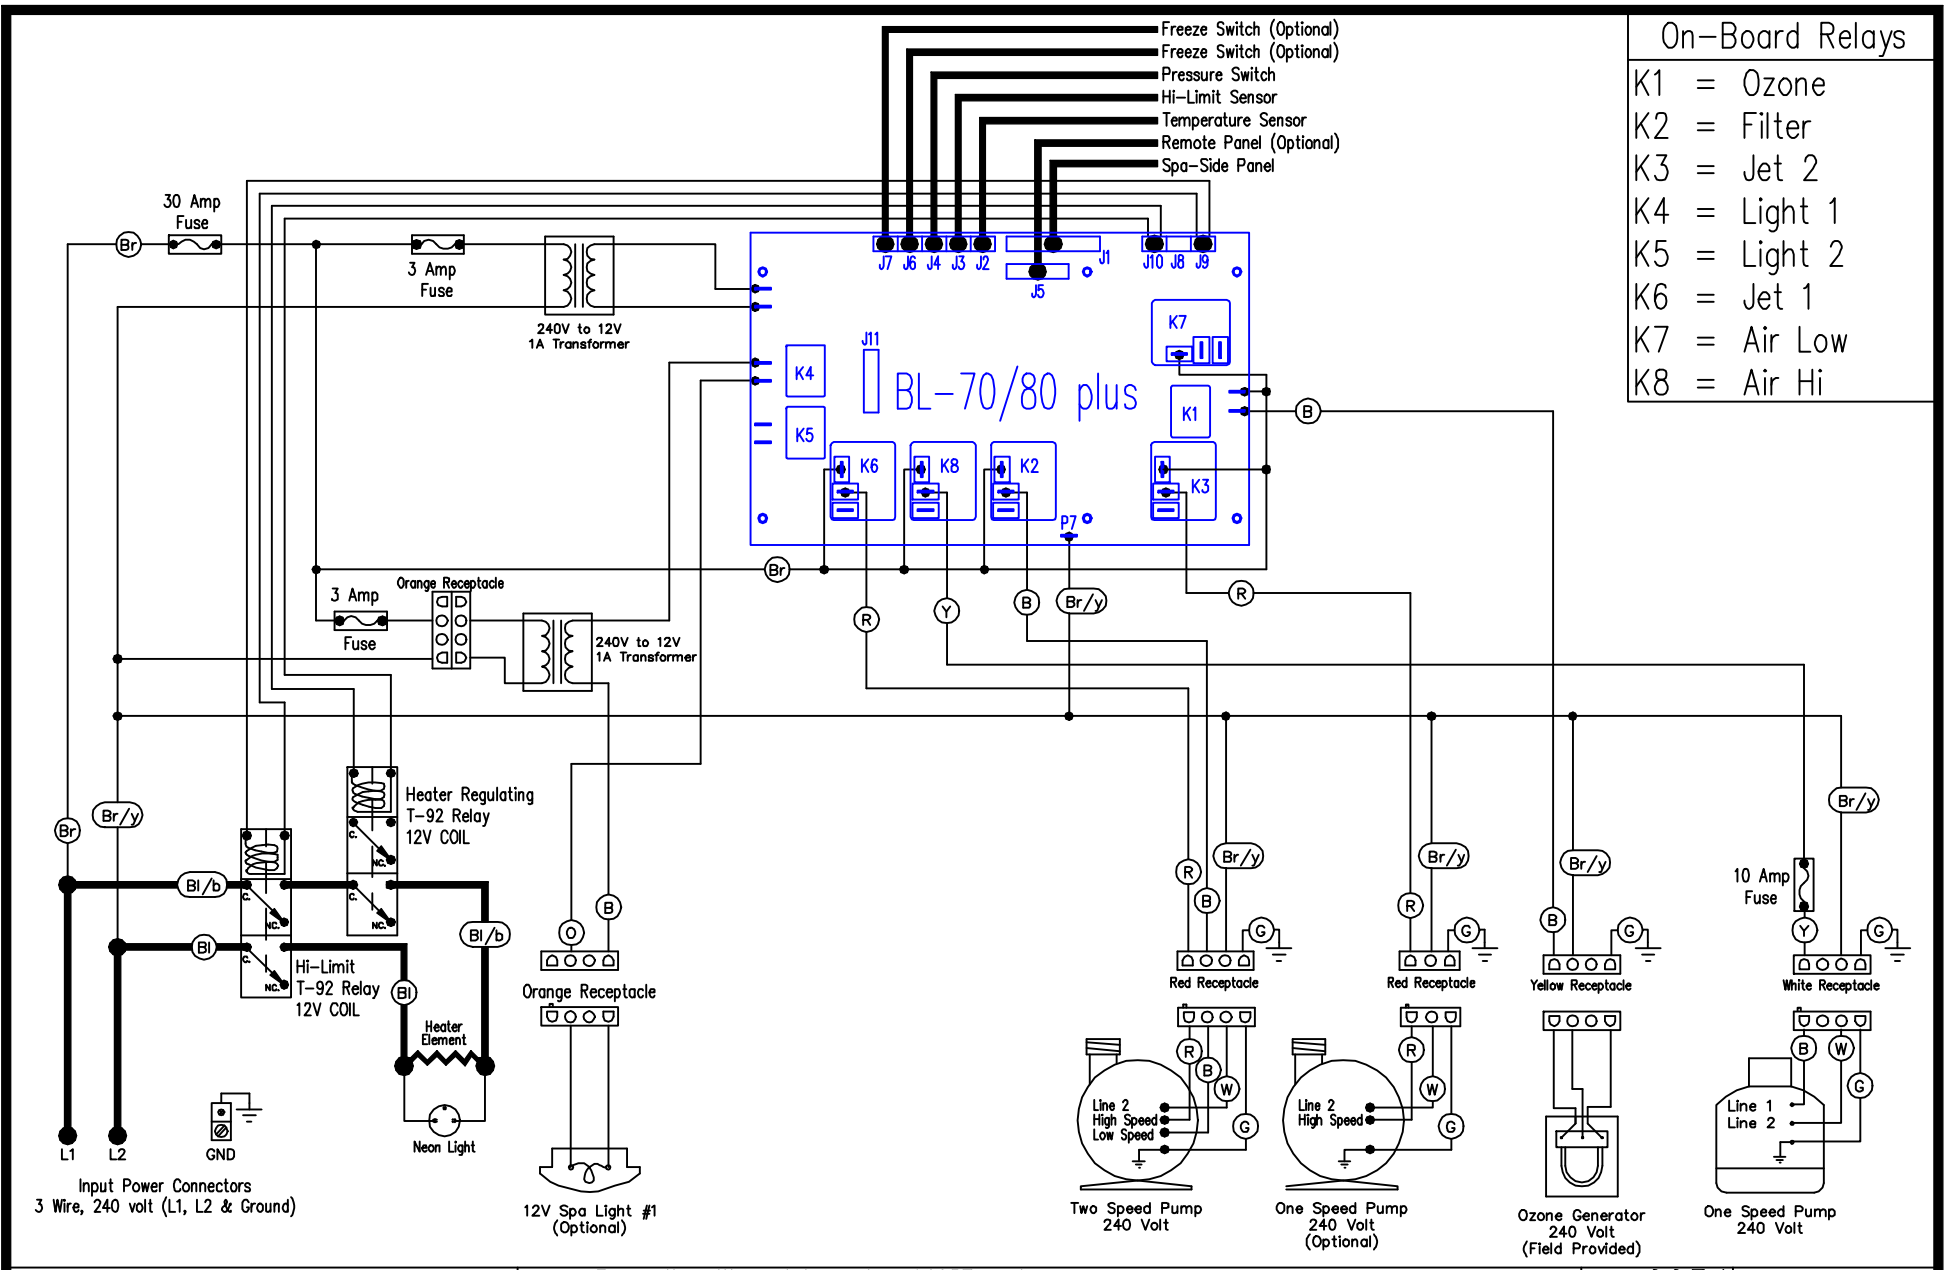 Freeze Switch (Optional)
Freeze Switch (Optional)
Pressure Switch
Hi-Limit Sensor
Temperature Sensor
Remote Panel (Optional)
Spa-Side Panel
On-Board Relays
K1 = Ozone
K2 = Filter
K3 = Jet 2
K4 = Light 1
K5 = Light 2
K6 = Jet 1
K7 = Air Low
K8 = Air Hi
30 Amp
Fuse
Br
3 Amp
Fuse
240V to 12V
1A Transformer
J7 J6 J4 J3 J2 J1 J10 J8 J9
J5
K7
J11
K4
BL-70/80 plus
K1
B
K5
K6 K8 K2 K3
P7
Br
Orange Receptacle
3 Amp
Fuse
240V to 12V
1A Transformer
R Y B Br/y R
Br/y
Br
Heater Regulating
T-92 Relay
12V COIL
C.
NC.
Bl/b
C.
NC.
C.
NC.
Bl
C.
NC.
Bl/b
Hi-Limit
T-92 Relay
12V COIL
Bl
Heater
Element
Neon Light
L1 L2 GND
Input Power Connectors
3 Wire, 240 volt (L1, L2 & Ground)
O B
Orange Receptacle
12V Spa Light #1
(Optional)
R B Br/y G
Red Receptacle
R B W G
Line 2
High Speed
Low Speed
Two Speed Pump
240 Volt
R Br/y G
Red Receptacle
R W G
Line 2
High Speed
One Speed Pump
240 Volt
(Optional)
B Br/y G
Yellow Receptacle
Ozone Generator
240 Volt
(Field Provided)
Br/y
10 Amp
Fuse
Y G
White Receptacle
B W G
Line 1
Line 2
One Speed Pump
240 Volt